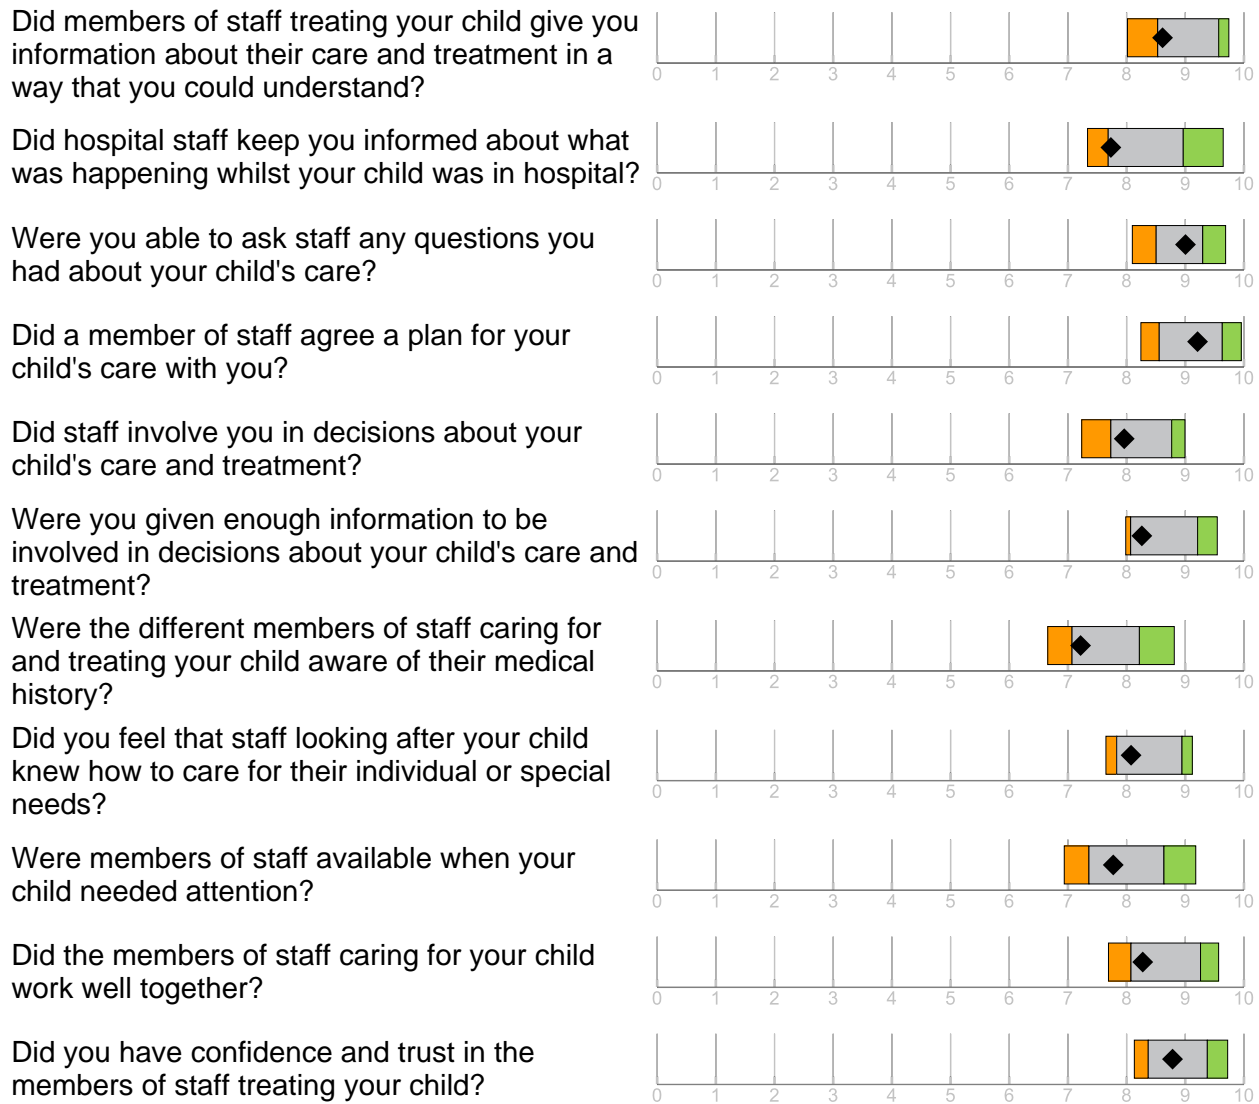 Did members of staff treating your child give you
information about their care and treatment in a
way that you could understand?
0 1 2 3 4 5 6 7 8 9 10
Did hospital staff keep you informed about what
was happening whilst your child was in hospital?
0 1 2 3 4 5 6 7 8 9 10
Were you able to ask staff any questions you
had about your child's care?
0 1 2 3 4 5 6 7 8 9 10
Did a member of staff agree a plan for your
child's care with you?
0 1 2 3 4 5 6 7 8 9 10
Did staff involve you in decisions about your
child's care and treatment?
0 1 2 3 4 5 6 7 8 9 10
Were you given enough information to be
involved in decisions about your child's care and
treatment?
0 1 2 3 4 5 6 7 8 9 10
Were the different members of staff caring for
and treating your child aware of their medical
history?
0 1 2 3 4 5 6 7 8 9 10
Did you feel that staff looking after your child
knew how to care for their individual or special
needs?
0 1 2 3 4 5 6 7 8 9 10
Were members of staff available when your
child needed attention?
0 1 2 3 4 5 6 7 8 9 10
Did the members of staff caring for your child
work well together?
0 1 2 3 4 5 6 7 8 9 10
Did you have confidence and trust in the
members of staff treating your child?
0 1 2 3 4 5 6 7 8 9 10